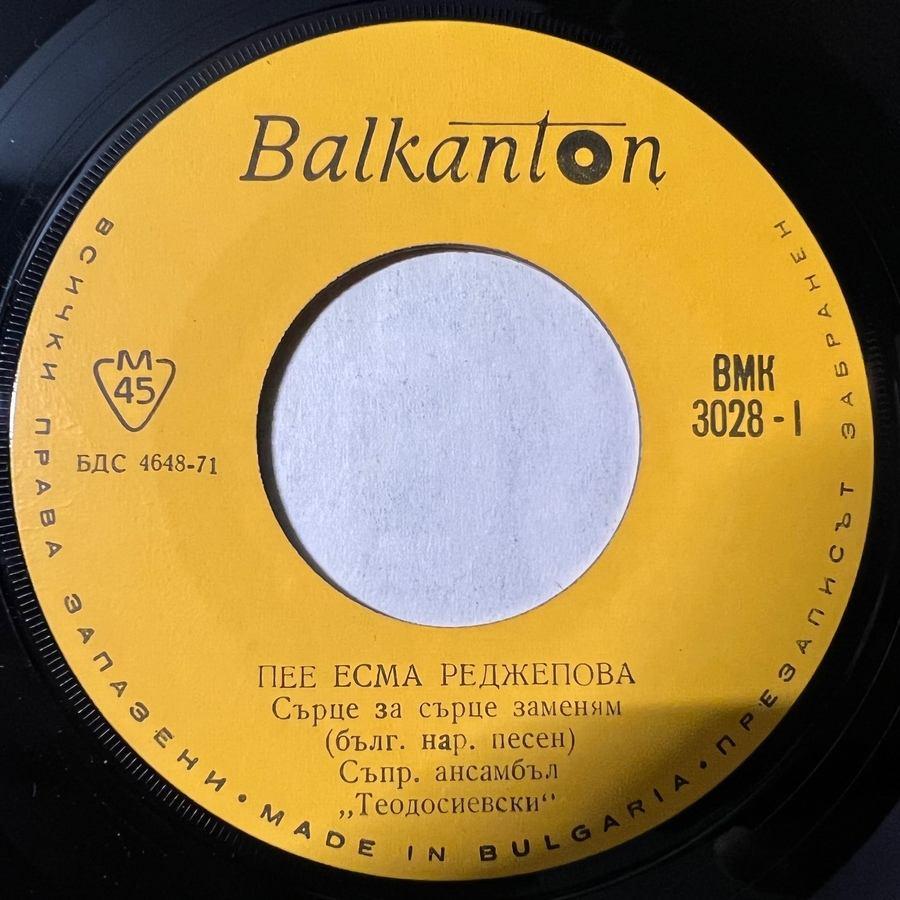 Balkanton
M
45
БДС 4648-71
ВМК
3028 - I
ПЕЕ ЕСМА РЕДЖЕПОВА
Сърце за сърце заменям
(бълг. нар. песен)
Съпр. ансамбъл
„Теодосиевски“
ВСИЧКИ ПРАВА ЗАПАЗЕНИ • MADE IN BULGARIA • ПРЕЗАПИСЪТ ЗАБРАНЕН